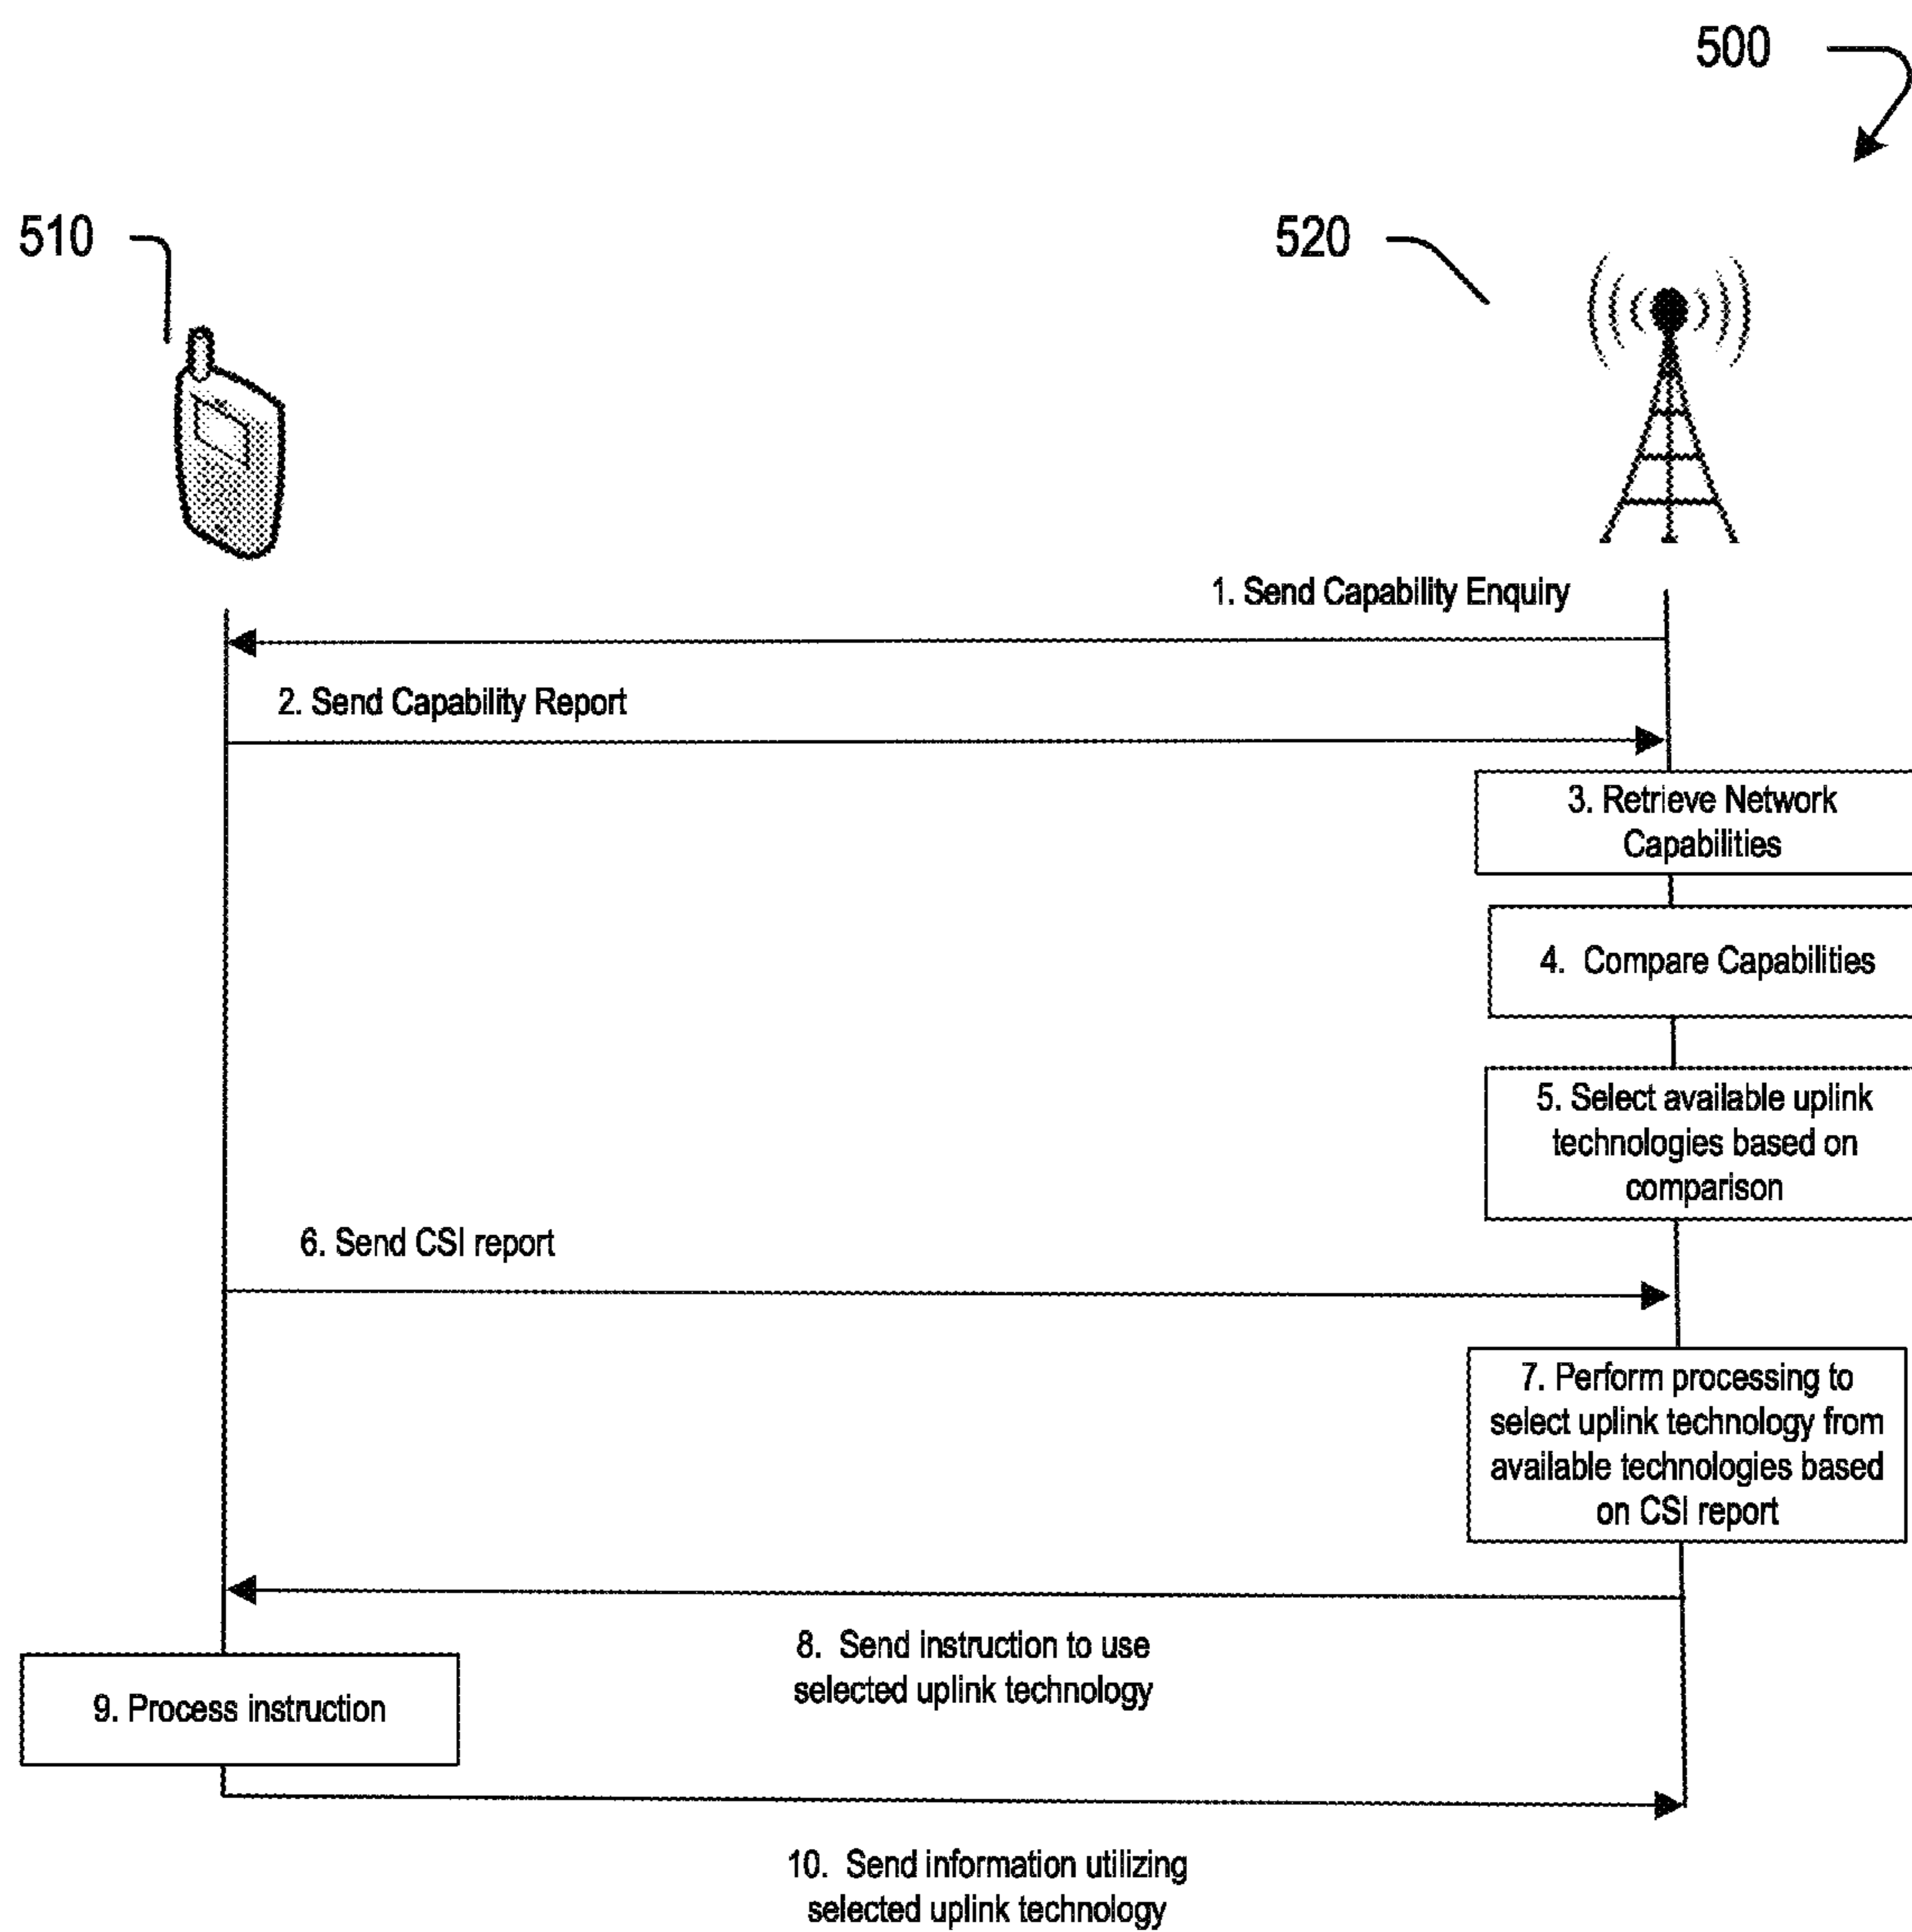 500
510
520
1. Send Capability Enquiry
2. Send Capability Report
3. Retrieve Network
Capabilities
4. Compare Capabilities
5. Select available uplink
technologies based on
comparison
6. Send CSI report
7. Perform processing to
select uplink technology from
available technologies based
on CSI report
8. Send instruction to use
selected uplink technology
9. Process instruction
10. Send information utilizing
selected uplink technology